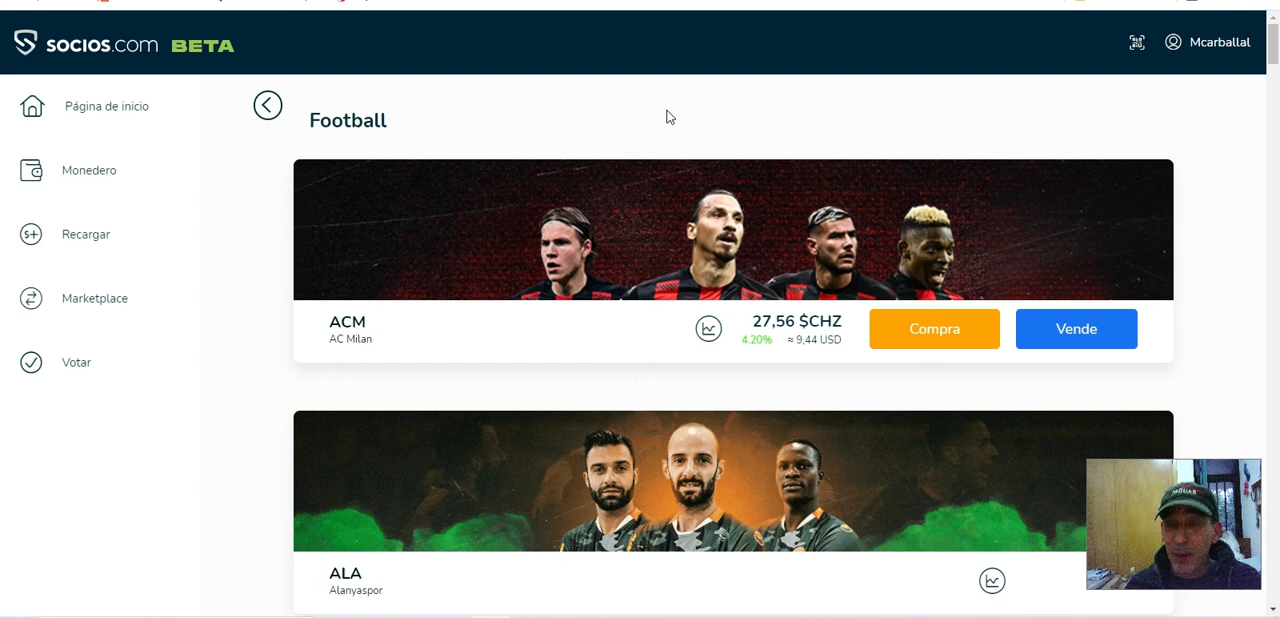 SOCIOS.com BETA
Mcarballal
Página de inicio
Monedero
Recargar
Marketplace
Votar
Football
ACM
AC Milan
27,56 $CHZ
4.20% ≈ 9,44 USD
Compra
Vende
ALA
Alanyaspor
JAGUAR